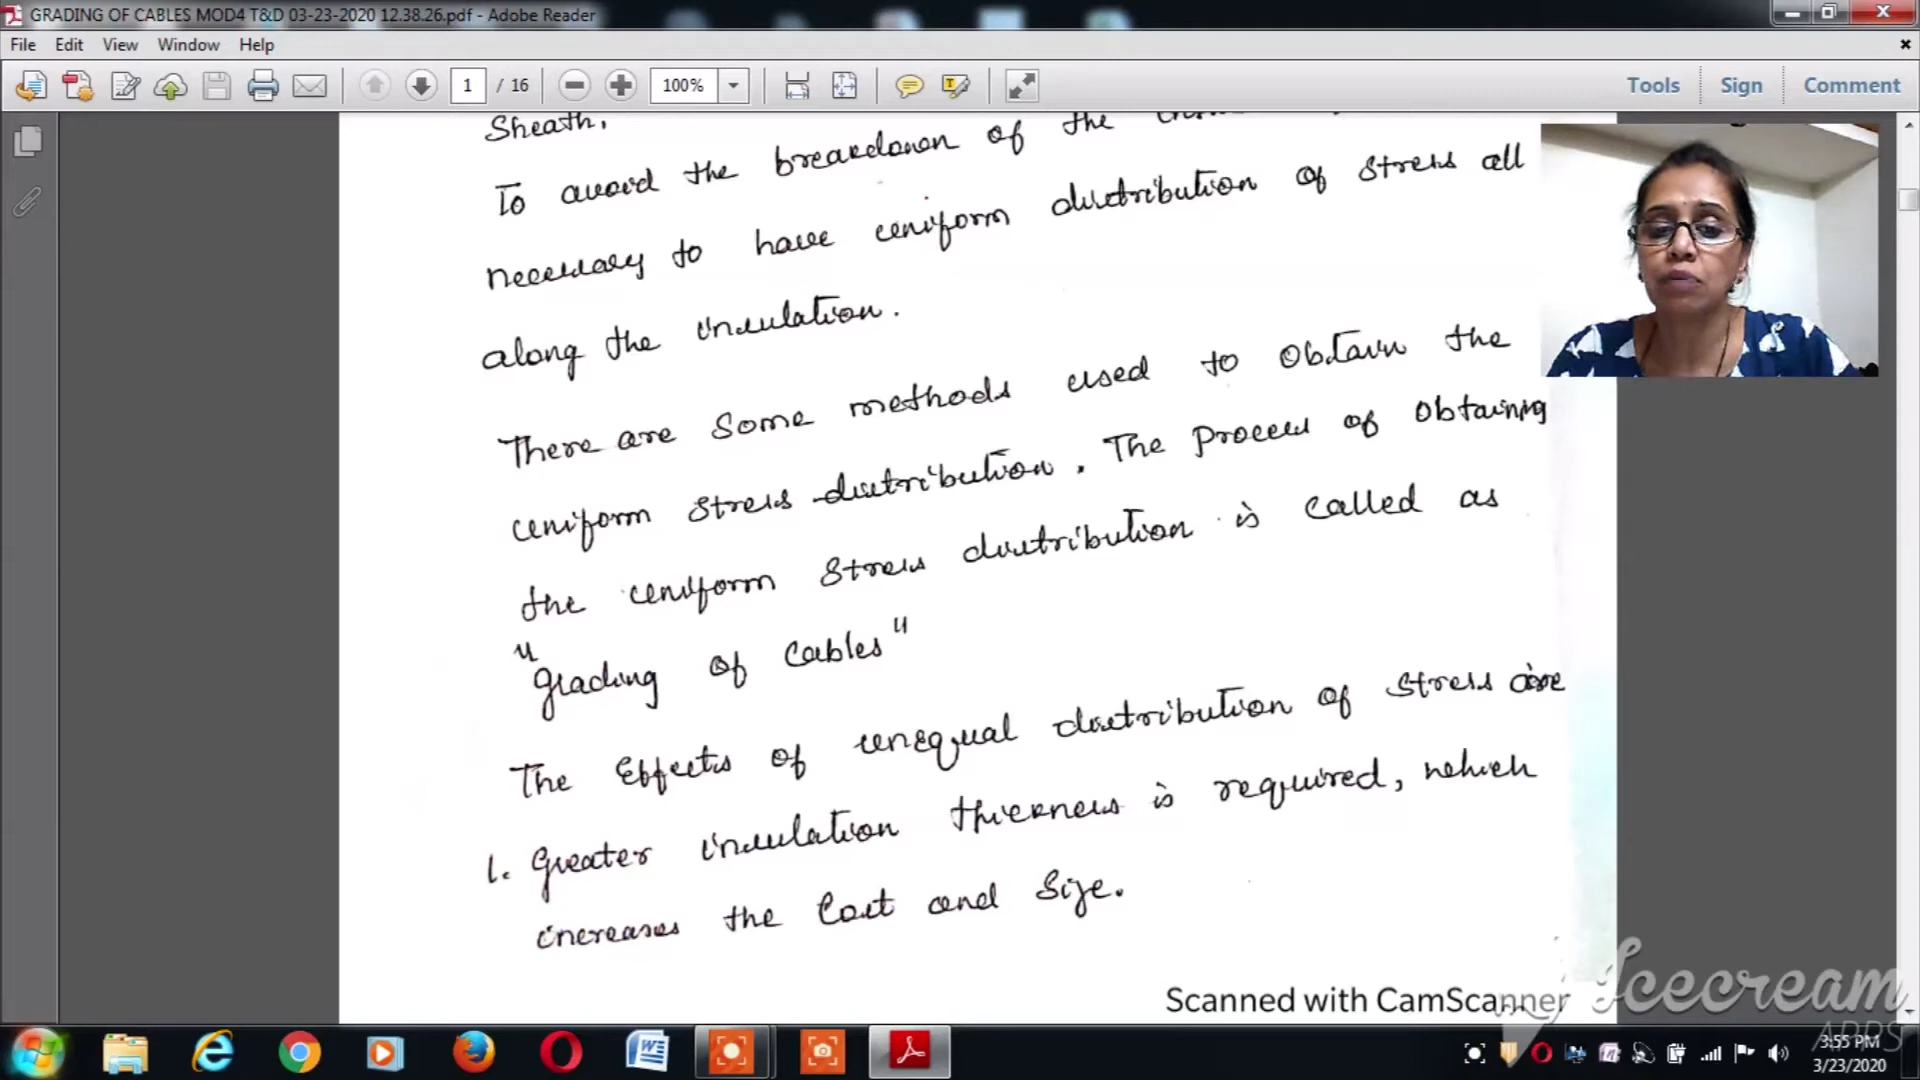 GRADING OF CABLES MOD4 T&D 03-23-2020 12.38.26.pdf - Adobe Reader
File Edit View Window Help
1 / 16 100% Tools Sign Comment
Sheath.
To avoid the breakdown of the
necessary to have uniform distribution of stress all
along the insulation.
There are some methods used to obtain the
uniform stress distribution. The process of obtaining
the uniform stress distribution is called as
"grading of cables"
The Effects of unequal distribution of stress are
1. Greater insulation thickness is required, which
increases the cost and size.
Scanned with CamScanner
Icecream
APPS
3:55 PM
3/23/2020